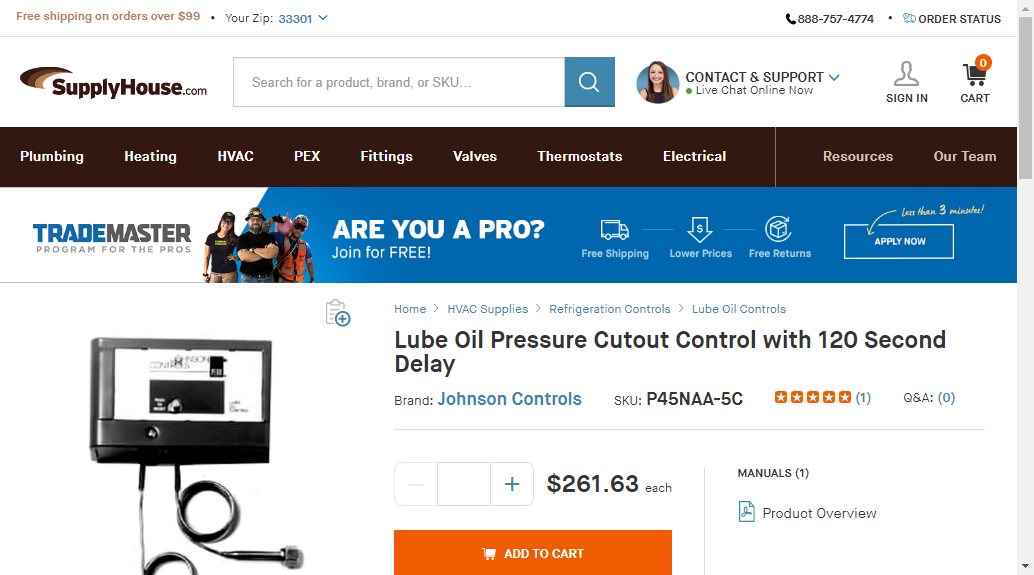 Free shipping on orders over $99 • Your Zip: 33301
888-757-4774 • ORDER STATUS
SupplyHouse.com
Search for a product, brand, or SKU...
CONTACT & SUPPORT
Live Chat Online Now
SIGN IN
0
CART
Plumbing Heating HVAC PEX Fittings Valves Thermostats Electrical Resources Our Team
TRADEMASTER
PROGRAM FOR THE PROS
ARE YOU A PRO?
Join for FREE!
Free Shipping
$
Lower Prices
Free Returns
less than 3 minutes!
APPLY NOW
Home > HVAC Supplies > Refrigeration Controls > Lube Oil Controls
Lube Oil Pressure Cutout Control with 120 Second
Delay
Brand: Johnson Controls SKU: P45NAA-5C (1) Q&A: (0)
JOHNSON
CONTROLS
$261.63 each
ADD TO CART
MANUALS (1)
Product Overview